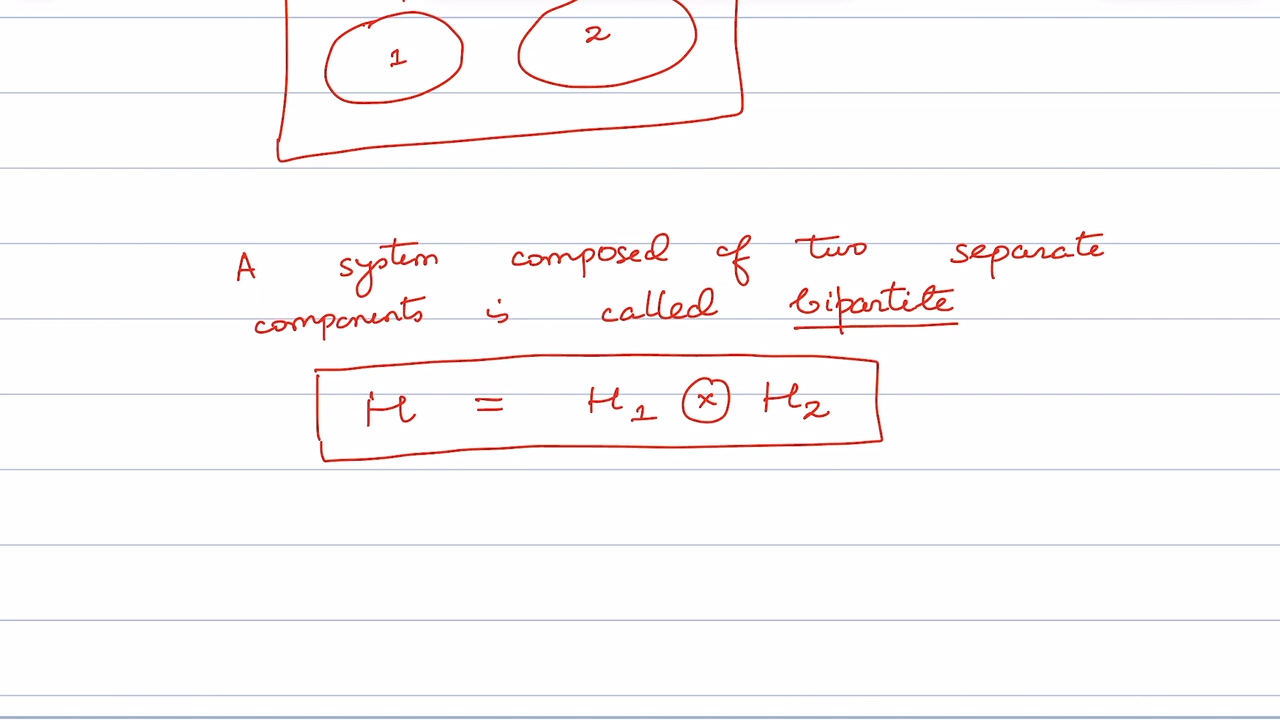 1 2
A system composed of two separate
components is called bipartite
H = H₁ ⊗ H₂